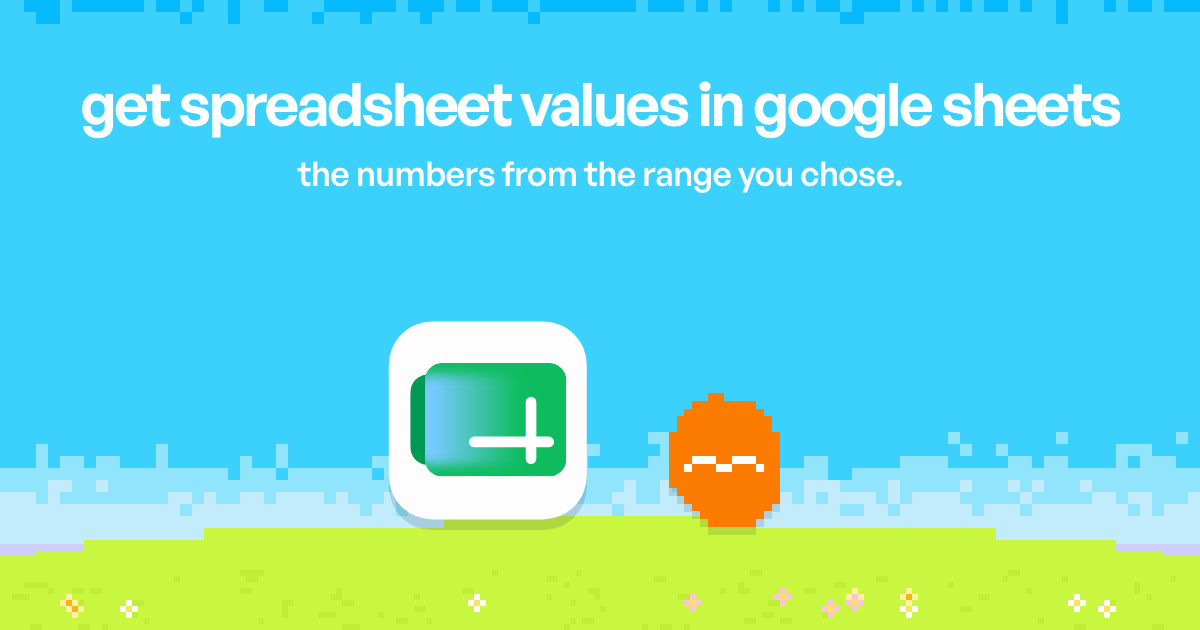 get spreadsheet values in google sheets
the numbers from the range you chose.